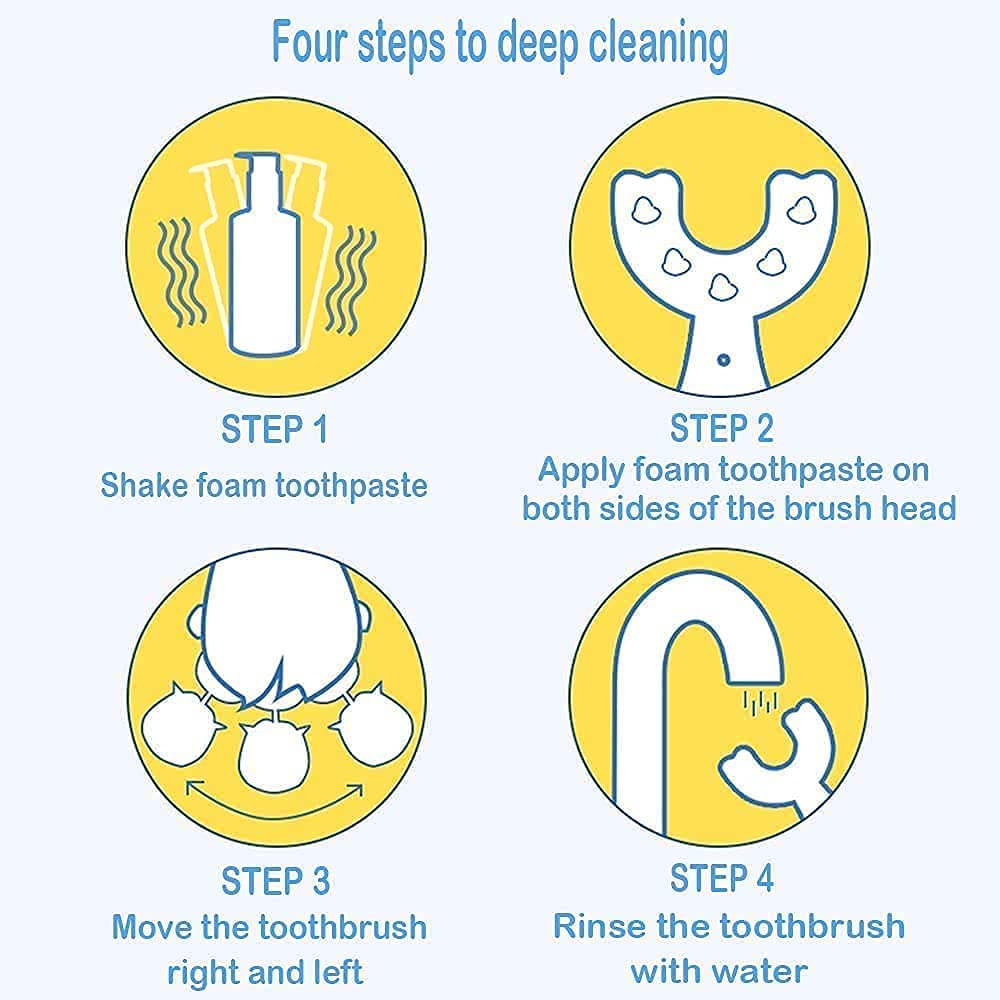 Four steps to deep cleaning
STEP 1
Shake foam toothpaste
STEP 2
Apply foam toothpaste on
both sides of the brush head
STEP 3
Move the toothbrush
right and left
STEP 4
Rinse the toothbrush
with water